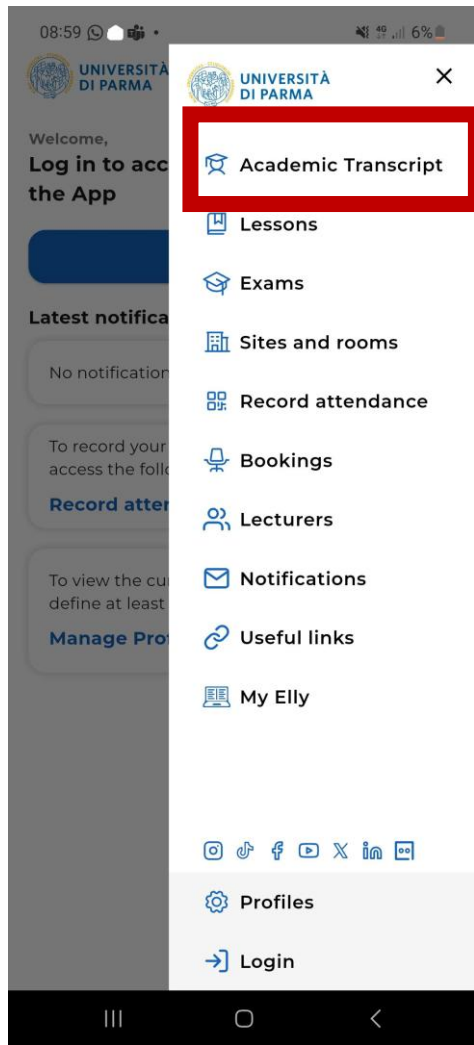 08:59
6%
UNIVERSITÀ
DI PARMA
Welcome,
Log in to acc
the App
Latest notifica
No notification
To record your
access the follo
Record atter
To view the cu
define at least
Manage Pro
UNIVERSITÀ
DI PARMA
Academic Transcript
Lessons
Exams
Sites and rooms
Record attendance
Bookings
Lecturers
Notifications
Useful links
My Elly
Profiles
Login